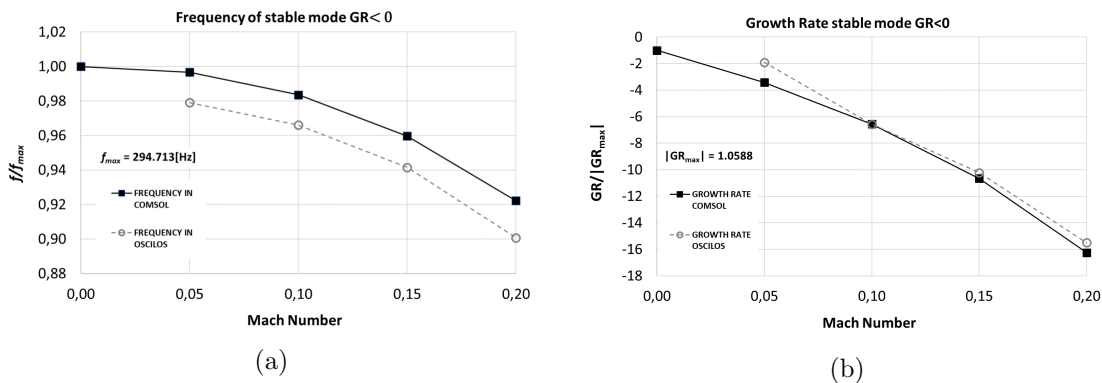 Frequency of stable mode GR< 0
1,02
1,00
0,98
0,96
0,94
0,92
0,90
0,88
f/fmax
fmax = 294.713[Hz]
FREQUENCY IN
COMSOL
FREQUENCY IN
OSCILOS
0,00 0,05 0,10 0,15 0,20
Mach Number
(a)
Growth Rate stable mode GR<0
0
-2
-4
-6
-8
-10
-12
-14
-16
-18
GR/|GRmax|
|GRmax| = 1.0588
GROWTH RATE
COMSOL
GROWTH RATE
OSCILOS
0,00 0,05 0,10 0,15 0,20
Mach Number
(b)